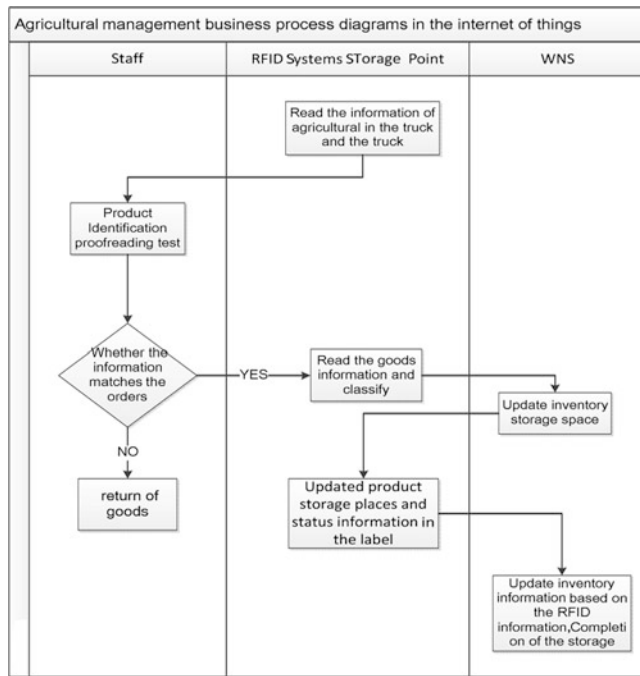 Agricultural management business process diagrams in the internet of things
Staff
RFID Systems STorage Point
WNS
Read the information of
agricultural in the truck
and the truck
Product
Identification
proofreading test
Whether the
information
matches the
orders
YES
Read the goods
information and
classify
Update inventory
storage space
NO
return of
goods
Updated product
storage places and
status information in
the label
Update inventory
information based on
the RFID
information,Completi
on of the storage